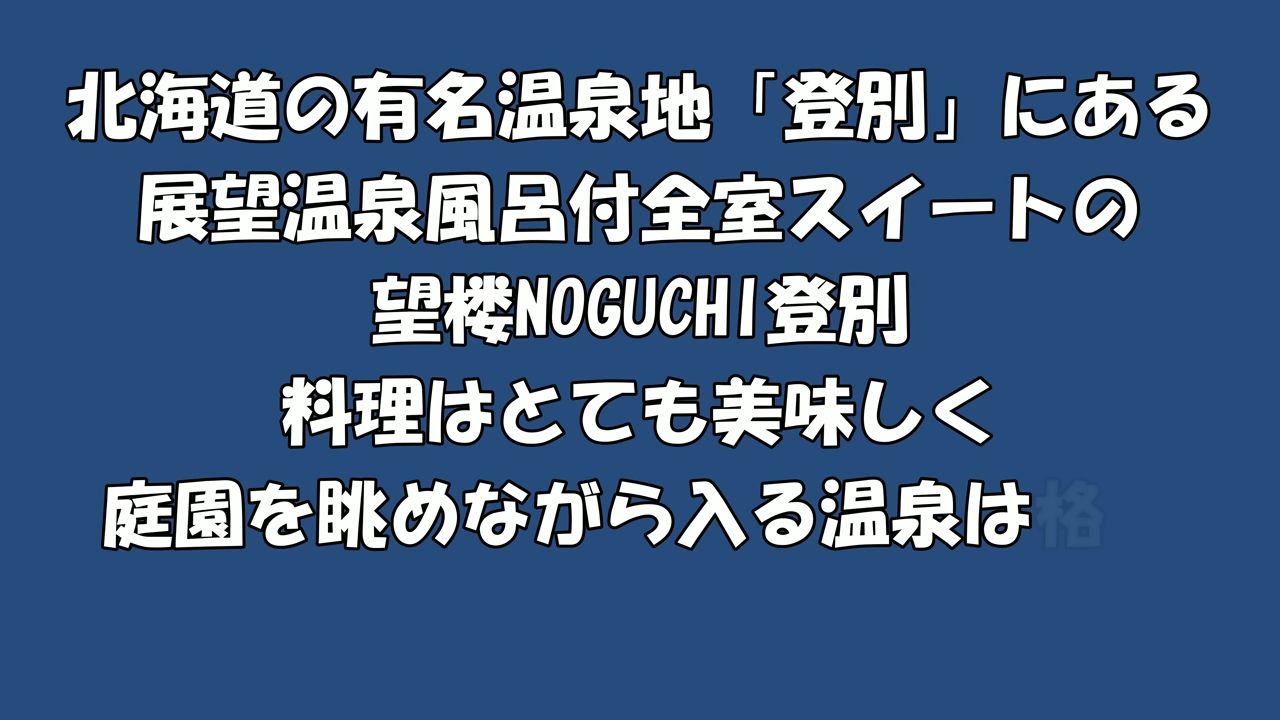 北海道の有名温泉地「登別」にある
展望温泉風呂付全室スイートの
望楼NOGUCHI登別
料理はとても美味しく
庭園を眺めながら入る温泉は格